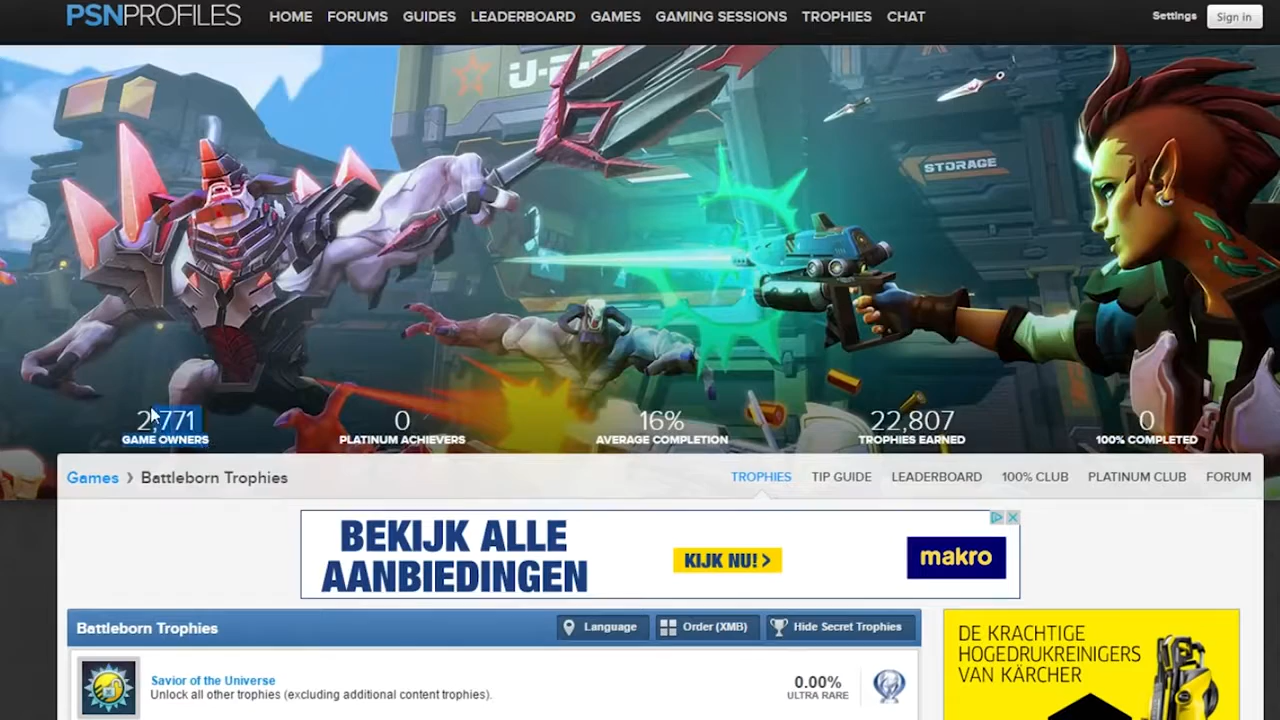 PSNPROFILES
HOME FORUMS GUIDES LEADERBOARD GAMES GAMING SESSIONS TROPHIES CHAT
Settings Sign in
STORAGE
2,771 0 16% 22,807 0
GAME OWNERS PLATINUM ACHIEVERS AVERAGE COMPLETION TROPHIES EARNED 100% COMPLETED
Games › Battleborn Trophies
TROPHIES TIP GUIDE LEADERBOARD 100% CLUB PLATINUM CLUB FORUM
BEKIJK ALLE
AANBIEDINGEN
KIJK NU! >
makro
Battleborn Trophies
Language Order (XMB) Hide Secret Trophies
Savior of the Universe
Unlock all other trophies (excluding additional content trophies).
0.00%
ULTRA RARE
DE KRACHTIGE
HOGEDRUKREINIGERS
VAN KÄRCHER